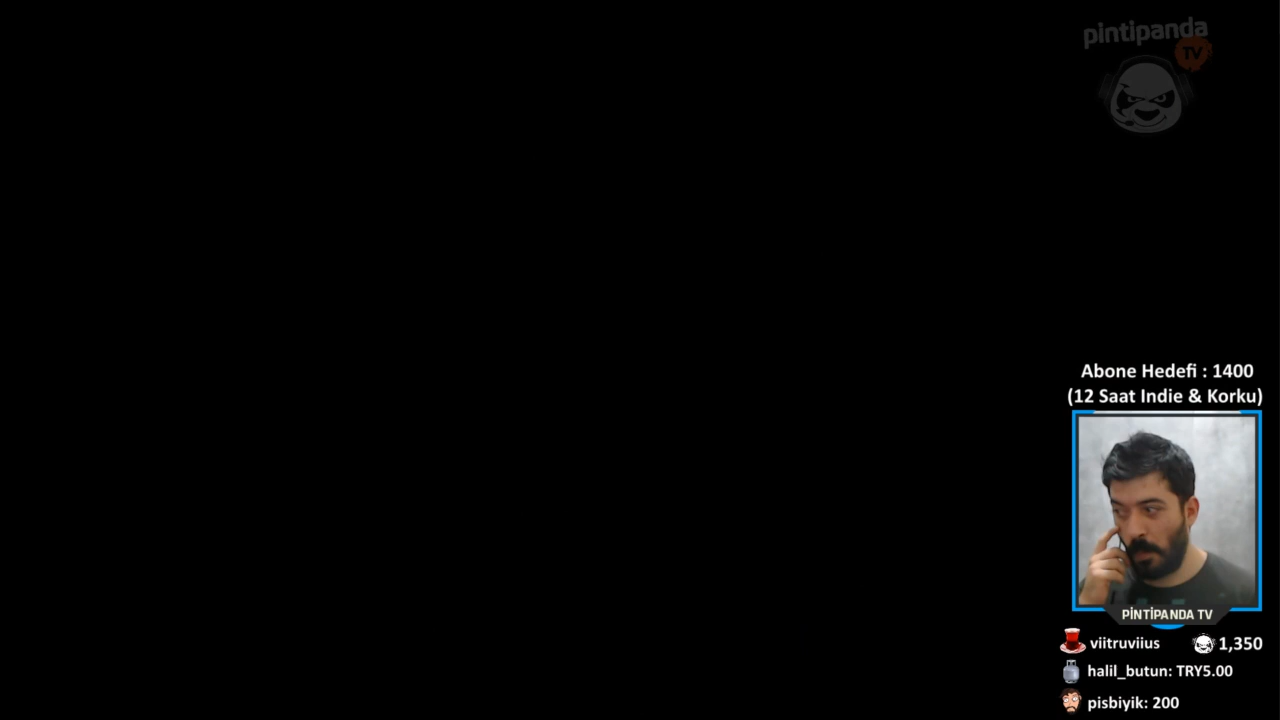 pintipanda
TV
Abone Hedefi : 1400
(12 Saat Indie & Korku)
PİNTİPANDA TV
viitruviius
1,350
halil_butun: TRY5.00
pisbiyik: 200